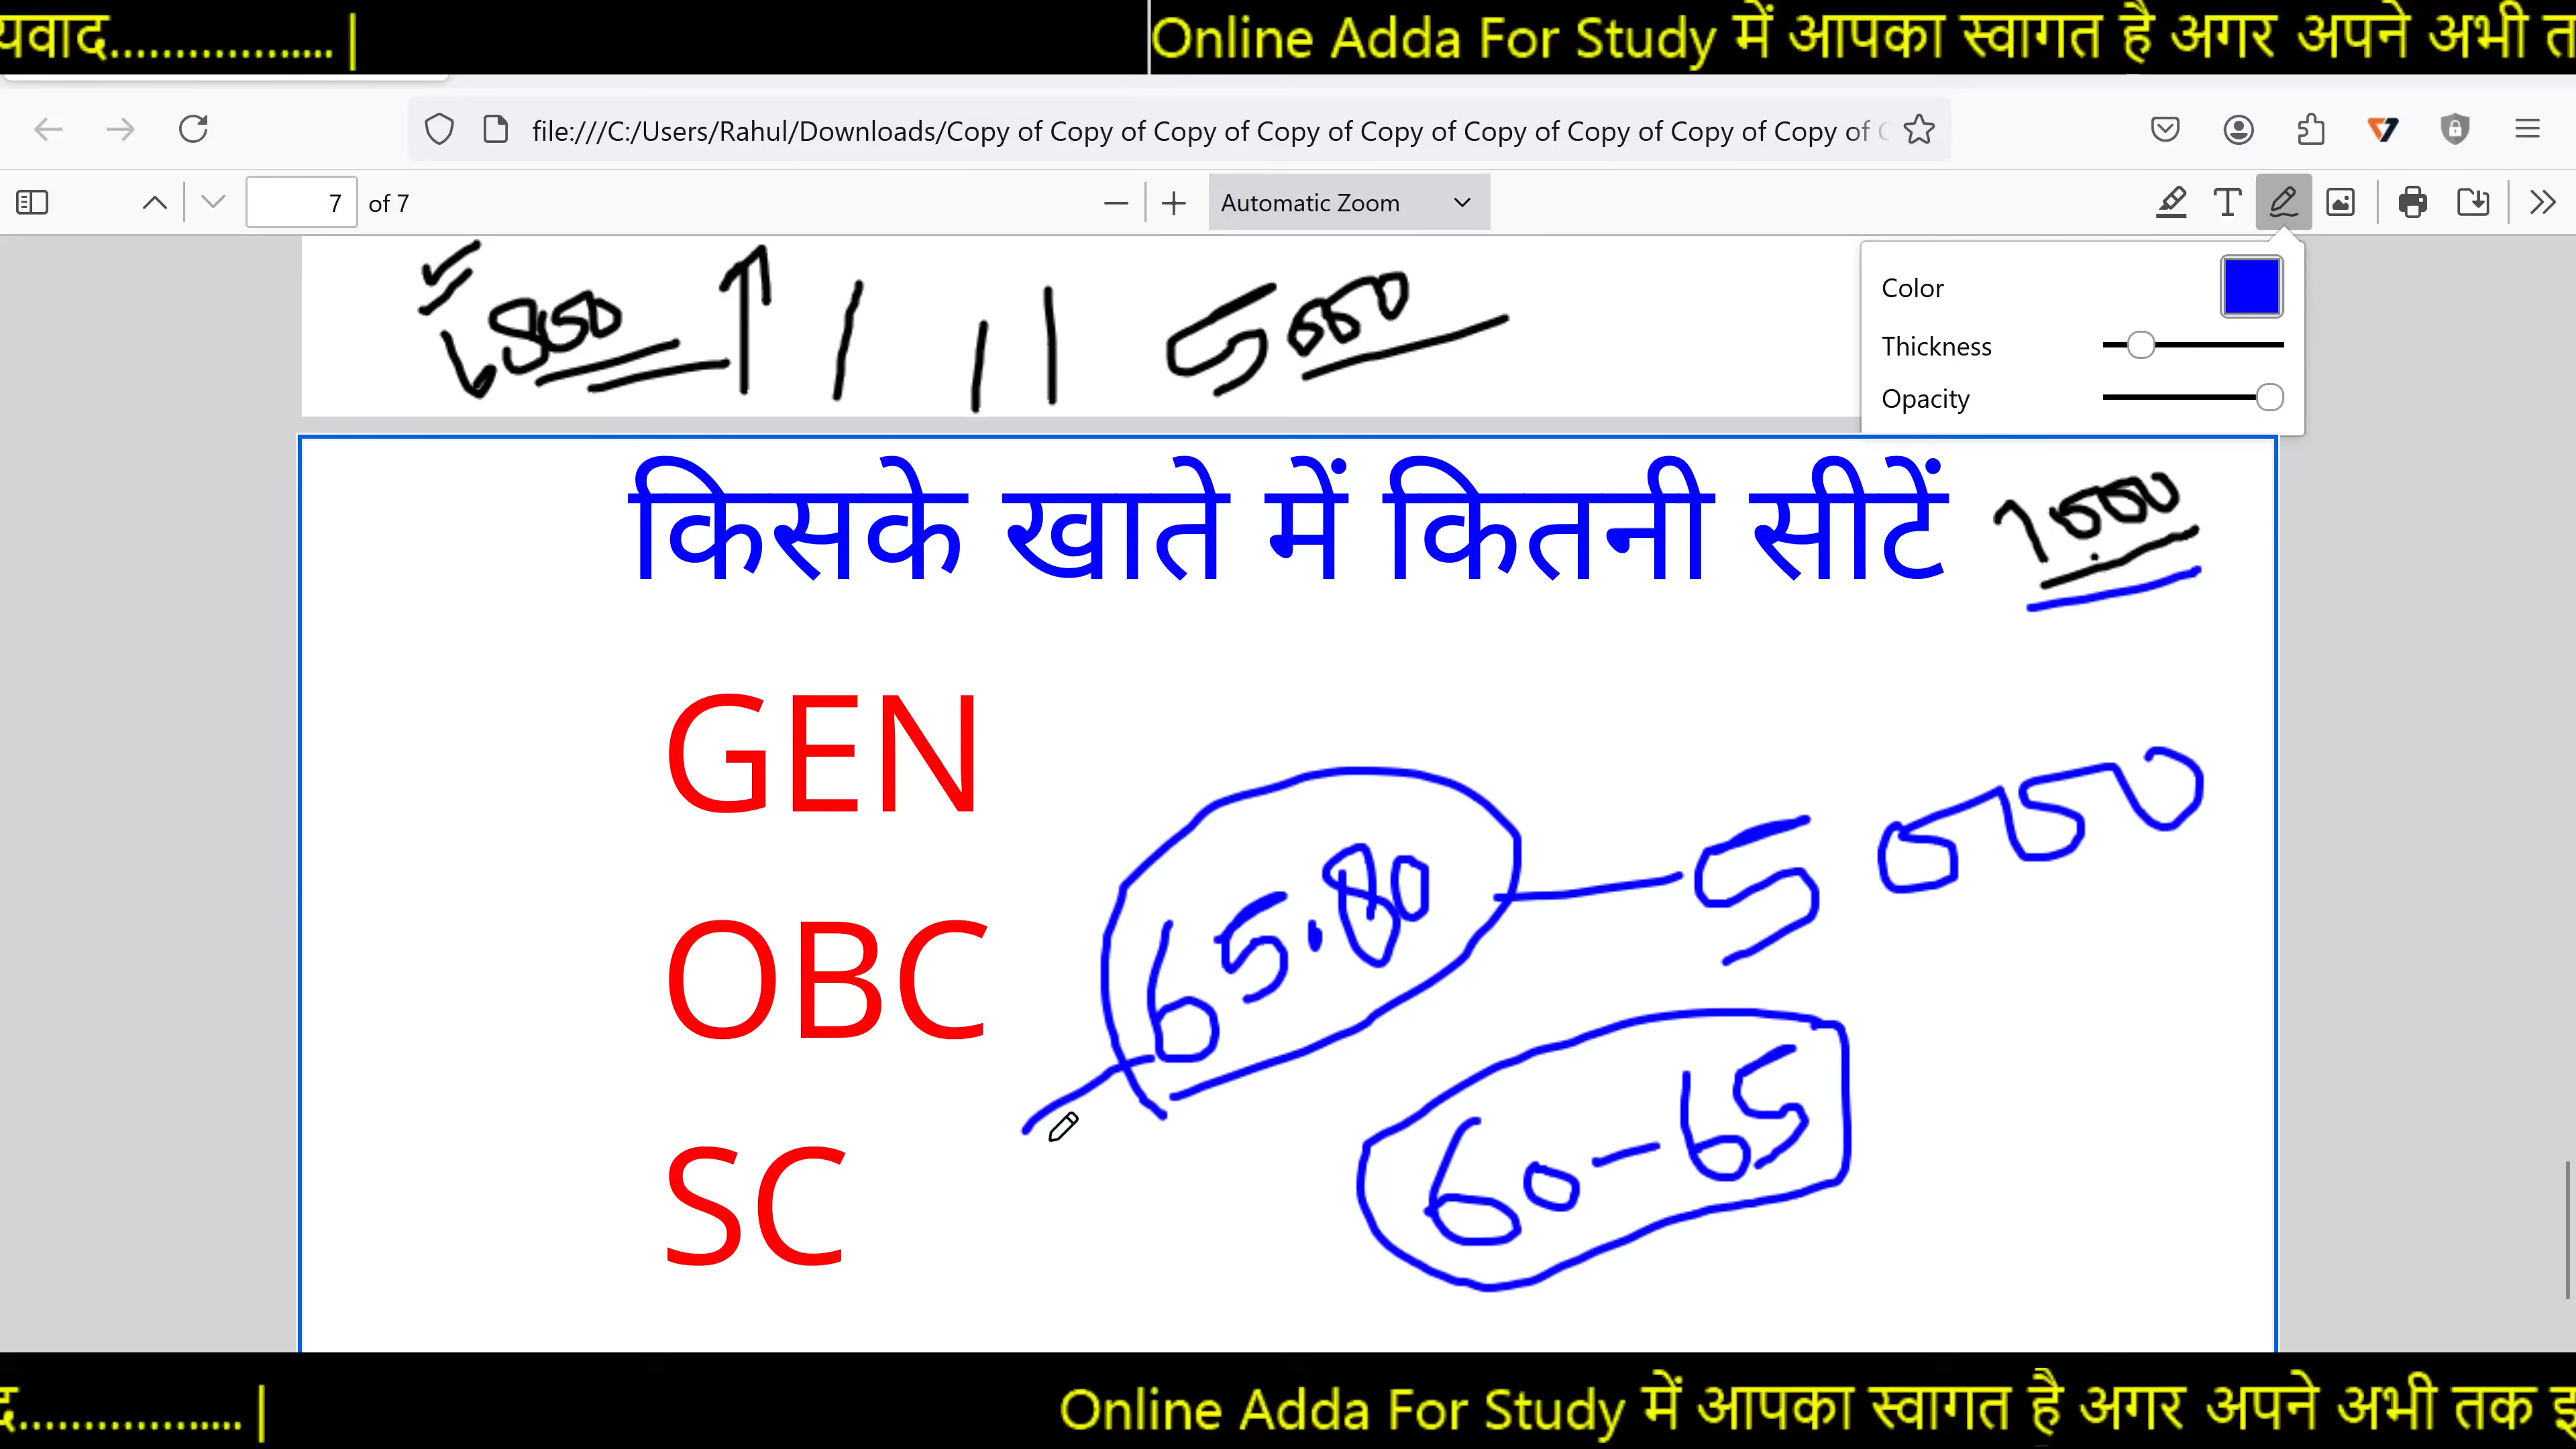 यवाद................. | Online Adda For Study में आपका स्वागत है अगर अपने अभी त
file:///C:/Users/Rahul/Downloads/Copy of Copy of Copy of Copy of Copy of Copy of Copy of Copy of Copy of
7 of 7 Automatic Zoom
Color
Thickness
Opacity
5000
किसके खाते में कितनी सीटें
GEN
OBC
SC
65.80 — 5000
60-65
द................. | Online Adda For Study में आपका स्वागत है अगर अपने अभी तक